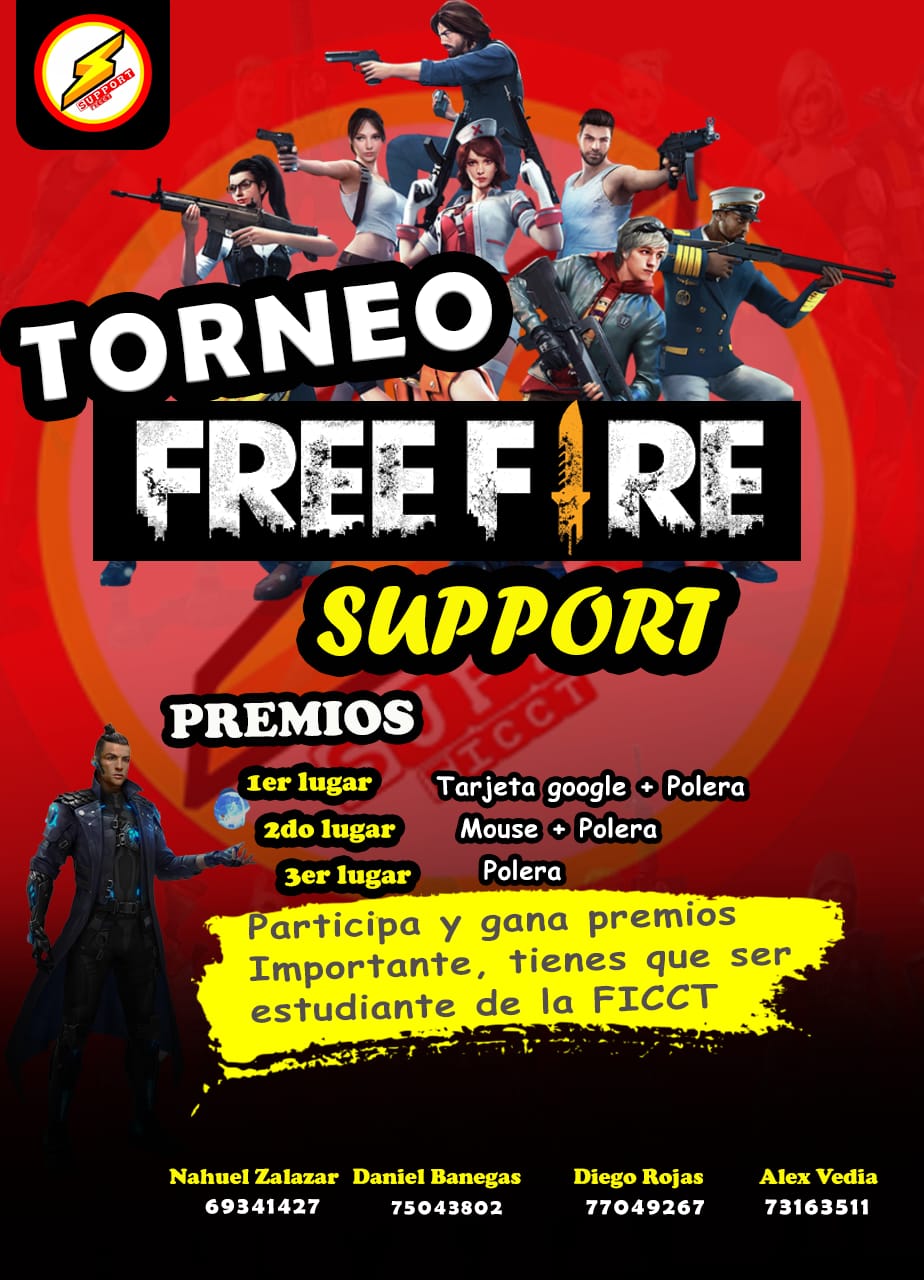 SUPPORT
FICCT
TORNEO
FREE FIRE
SUPPORT
PREMIOS
1er lugar Tarjeta google + Polera
2do lugar Mouse + Polera
3er lugar Polera
Participa y gana premios
Importante, tienes que ser
estudiante de la FICCT
Nahuel Zalazar Daniel Banegas Diego Rojas Alex Vedia
69341427 75043802 77049267 73163511